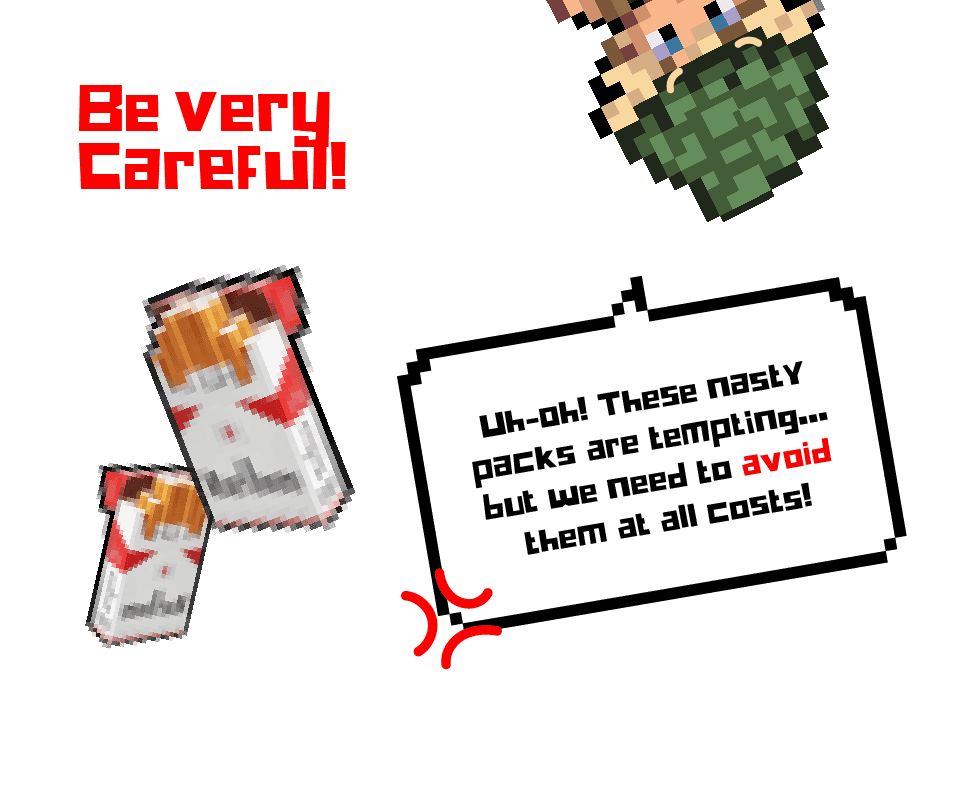 Be very
Careful!
Uh-oh! These nasty
packs are tempting...
but we need to avoid
them at all costs!